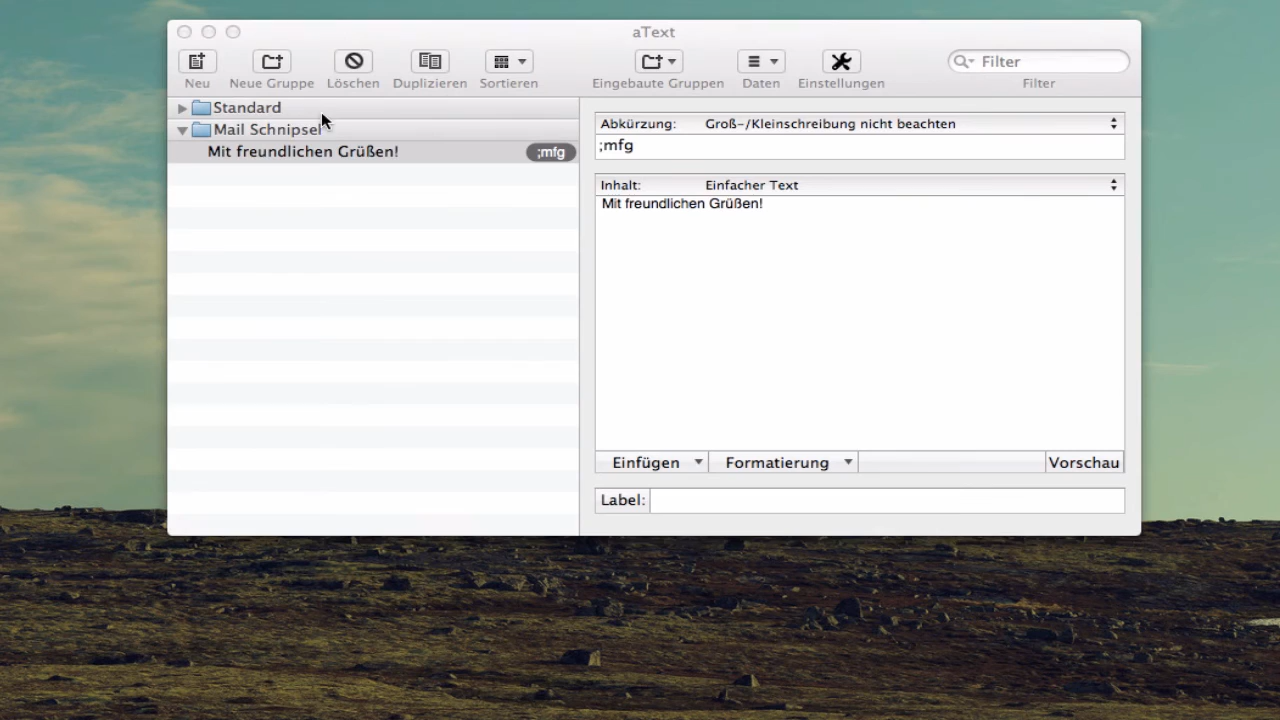 aText
Neu Neue Gruppe Löschen Duplizieren Sortieren Eingebaute Gruppen Daten Einstellungen Filter
Filter
Standard
Mail Schnipsel
Mit freundlichen Grüßen! ;mfg
Abkürzung: Groß-/Kleinschreibung nicht beachten
;mfg
Inhalt: Einfacher Text
Mit freundlichen Grüßen!
Einfügen Formatierung Vorschau
Label: